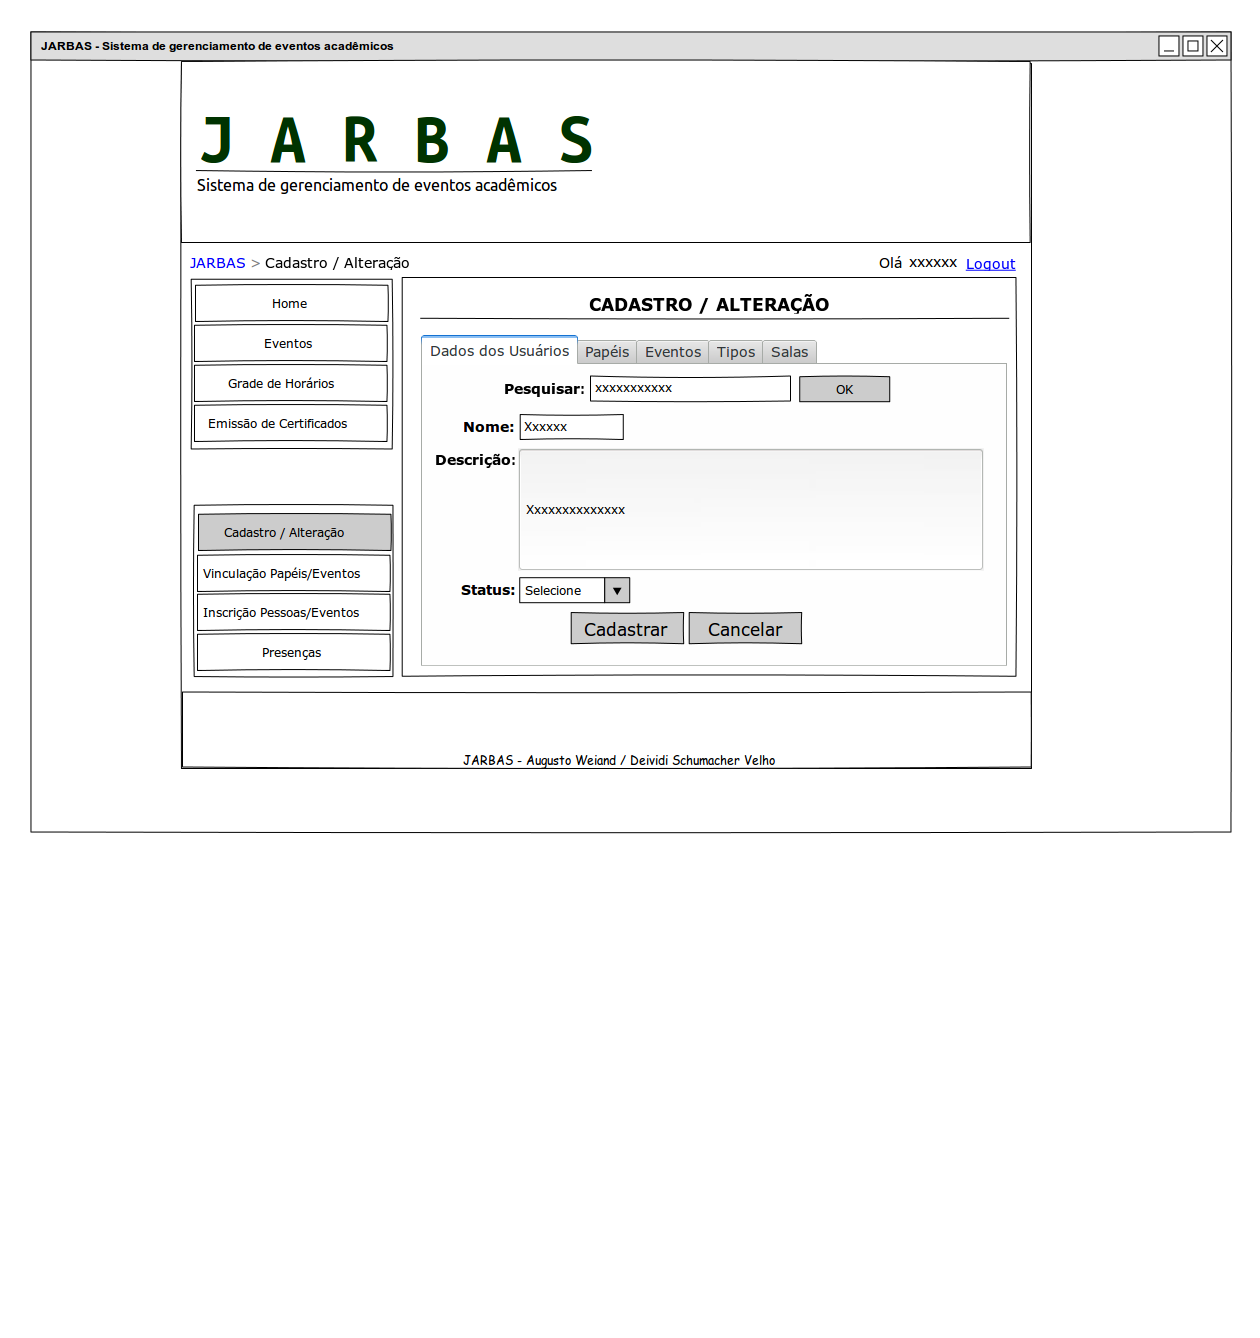 JARBAS - Sistema de gerenciamento de eventos acadêmicos
J A R B A S
Sistema de gerenciamento de eventos acadêmicos
JARBAS > Cadastro / Alteração
Olá xxxxxx Logout
Home
Eventos
Grade de Horários
Emissão de Certificados
Cadastro / Alteração
Vinculação Papéis/Eventos
Inscrição Pessoas/Eventos
Presenças
CADASTRO / ALTERAÇÃO
Dados dos Usuários Papéis Eventos Tipos Salas
Pesquisar: xxxxxxxxxxx OK
Nome: Xxxxxx
Descrição:
Xxxxxxxxxxxxxx
Status: Selecione ▼
Cadastrar Cancelar
JARBAS - Augusto Weiand / Deividi Schumacher Velho